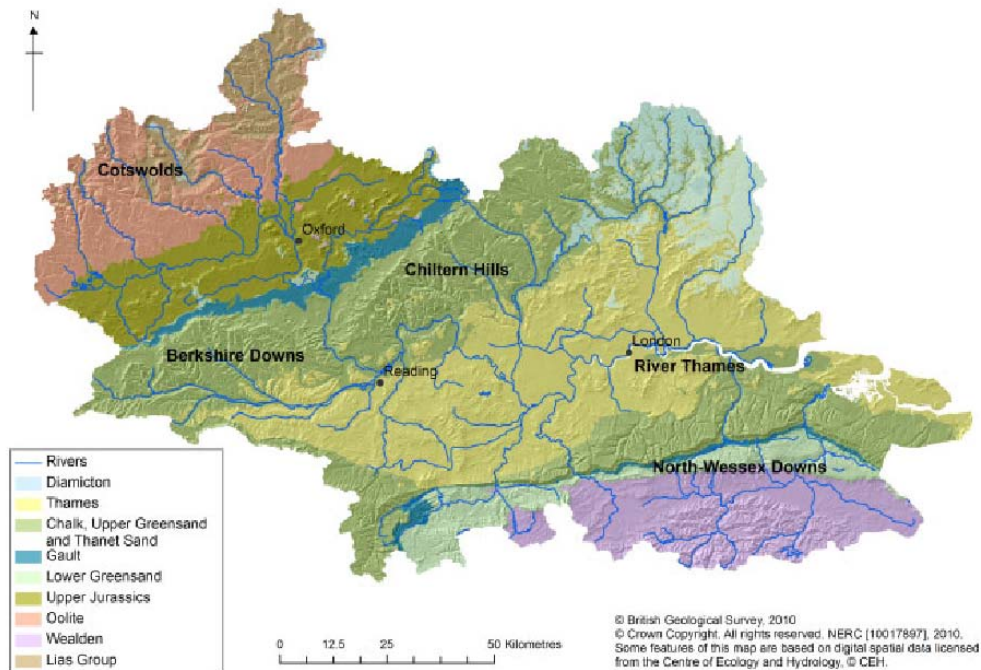 N
Cotswolds
Oxford
Chiltern Hills
Berkshire Downs
London
River Thames
Reading
North-Wessex Downs
Rivers
Diamicton
Thames
Chalk, Upper Greensand
and Thanet Sand
Gault
Lower Greensand
Upper Jurassics
Oolite
Wealden
Lias Group
0 12.5 25 50 Kilometres
© British Geological Survey, 2010
© Crown Copyright. All rights reserved. NERC [10017897], 2010.
Some features of this map are based on digital spatial data licensed
from the Centre of Ecology and Hydrology, © CEH.